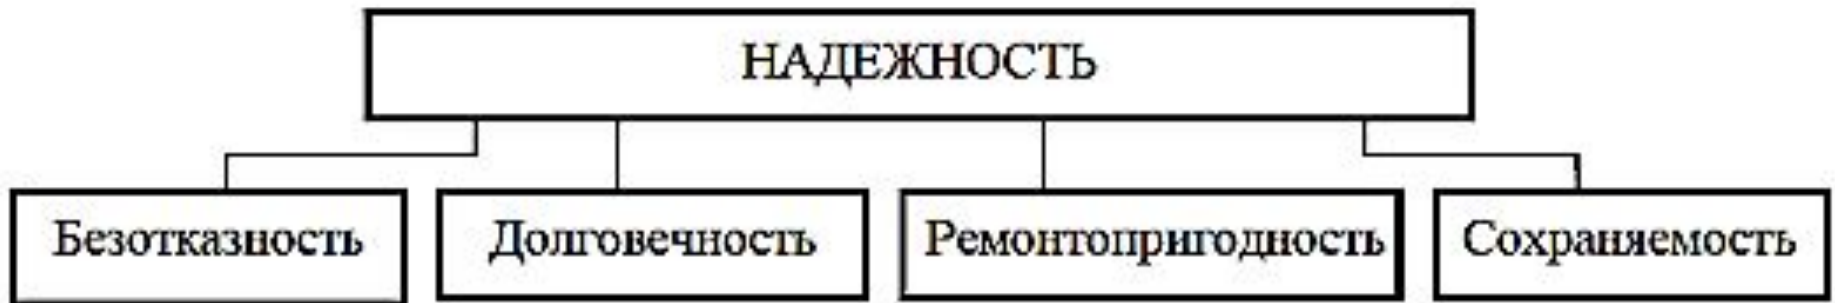 НАДЕЖНОСТЬ
Безотказность
Долговечность
Ремонтопригодность
Сохраняемость